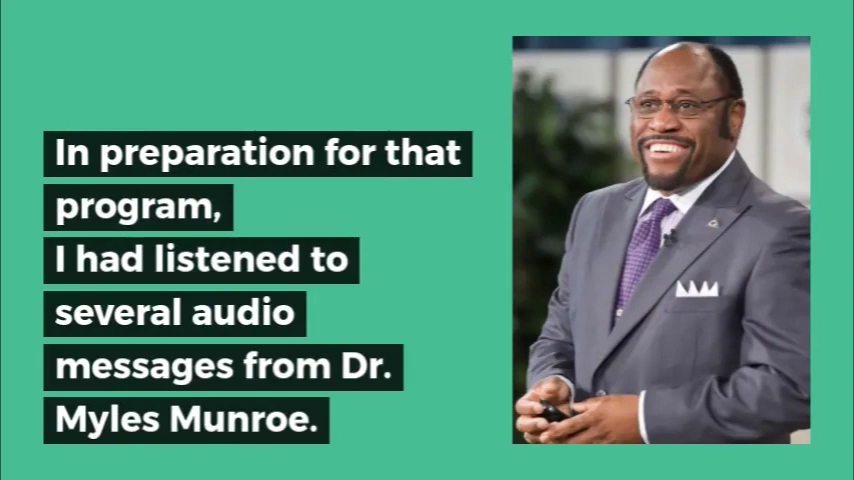 In preparation for that
program,
I had listened to
several audio
messages from Dr.
Myles Munroe.